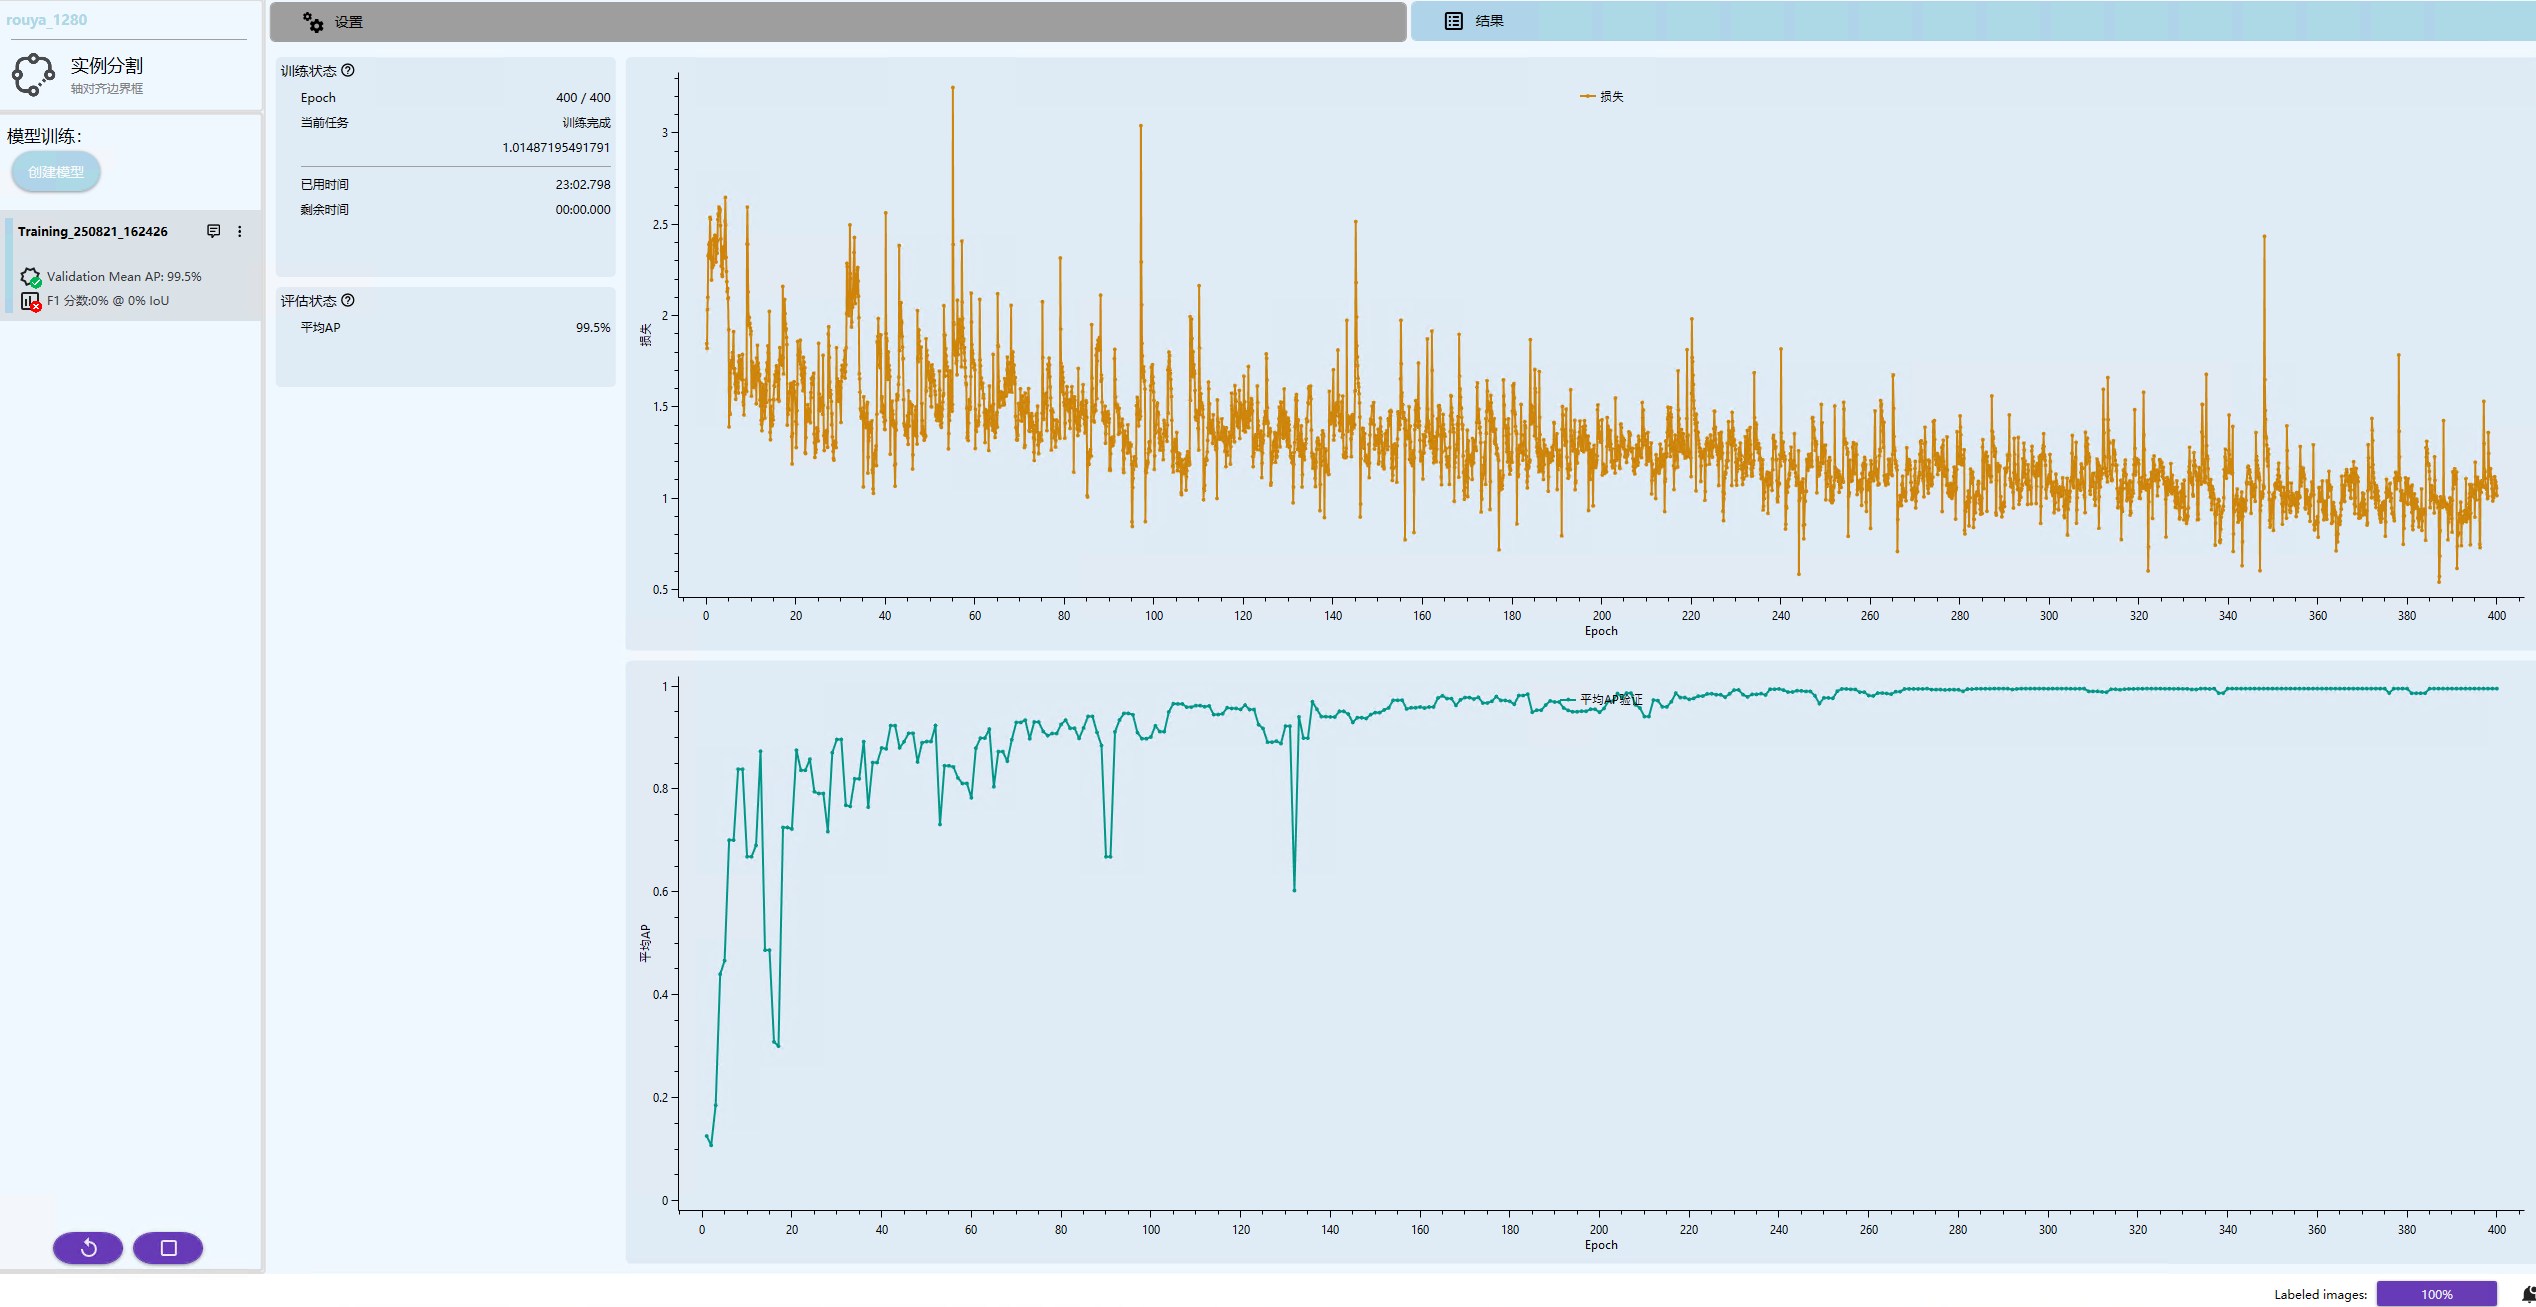 rouya_1280
实例分割
轴对齐边界框
模型训练:
创建模型
Training_250821_162426
Validation Mean AP: 99.5%
F1 分数:0% @ 0% IoU
设置
结果
训练状态
Epoch 400 / 400
当前任务 训练完成
1.01487195491791
已用时间 23:02.798
剩余时间 00:00.000
评估状态
平均AP 99.5%
损失
3
2.5
2
1.5
1
0.5
损失
0 20 40 60 80 100 120 140 160 180 200 220 240 260 280 300 320 340 360 380 400
Epoch
平均AP验证
1
0.8
0.6
0.4
0.2
0
平均AP
0 20 40 60 80 100 120 140 160 180 200 220 240 260 280 300 320 340 360 380 400
Epoch
Labeled images: 100%